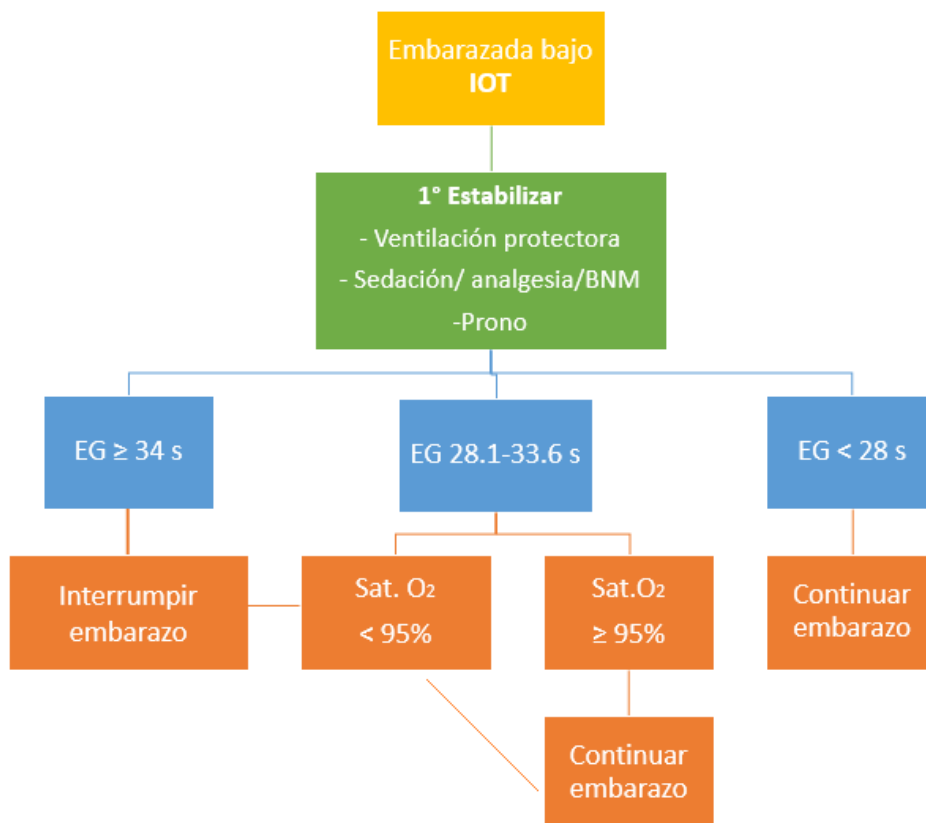 Embarazada bajo
IOT
1° Estabilizar
- Ventilación protectora
- Sedación/ analgesia/BNM
-Prono
EG ≥ 34 s
EG 28.1-33.6 s
EG < 28 s
Interrumpir
embarazo
Sat. O₂
< 95%
Sat.O₂
≥ 95%
Continuar
embarazo
Continuar
embarazo